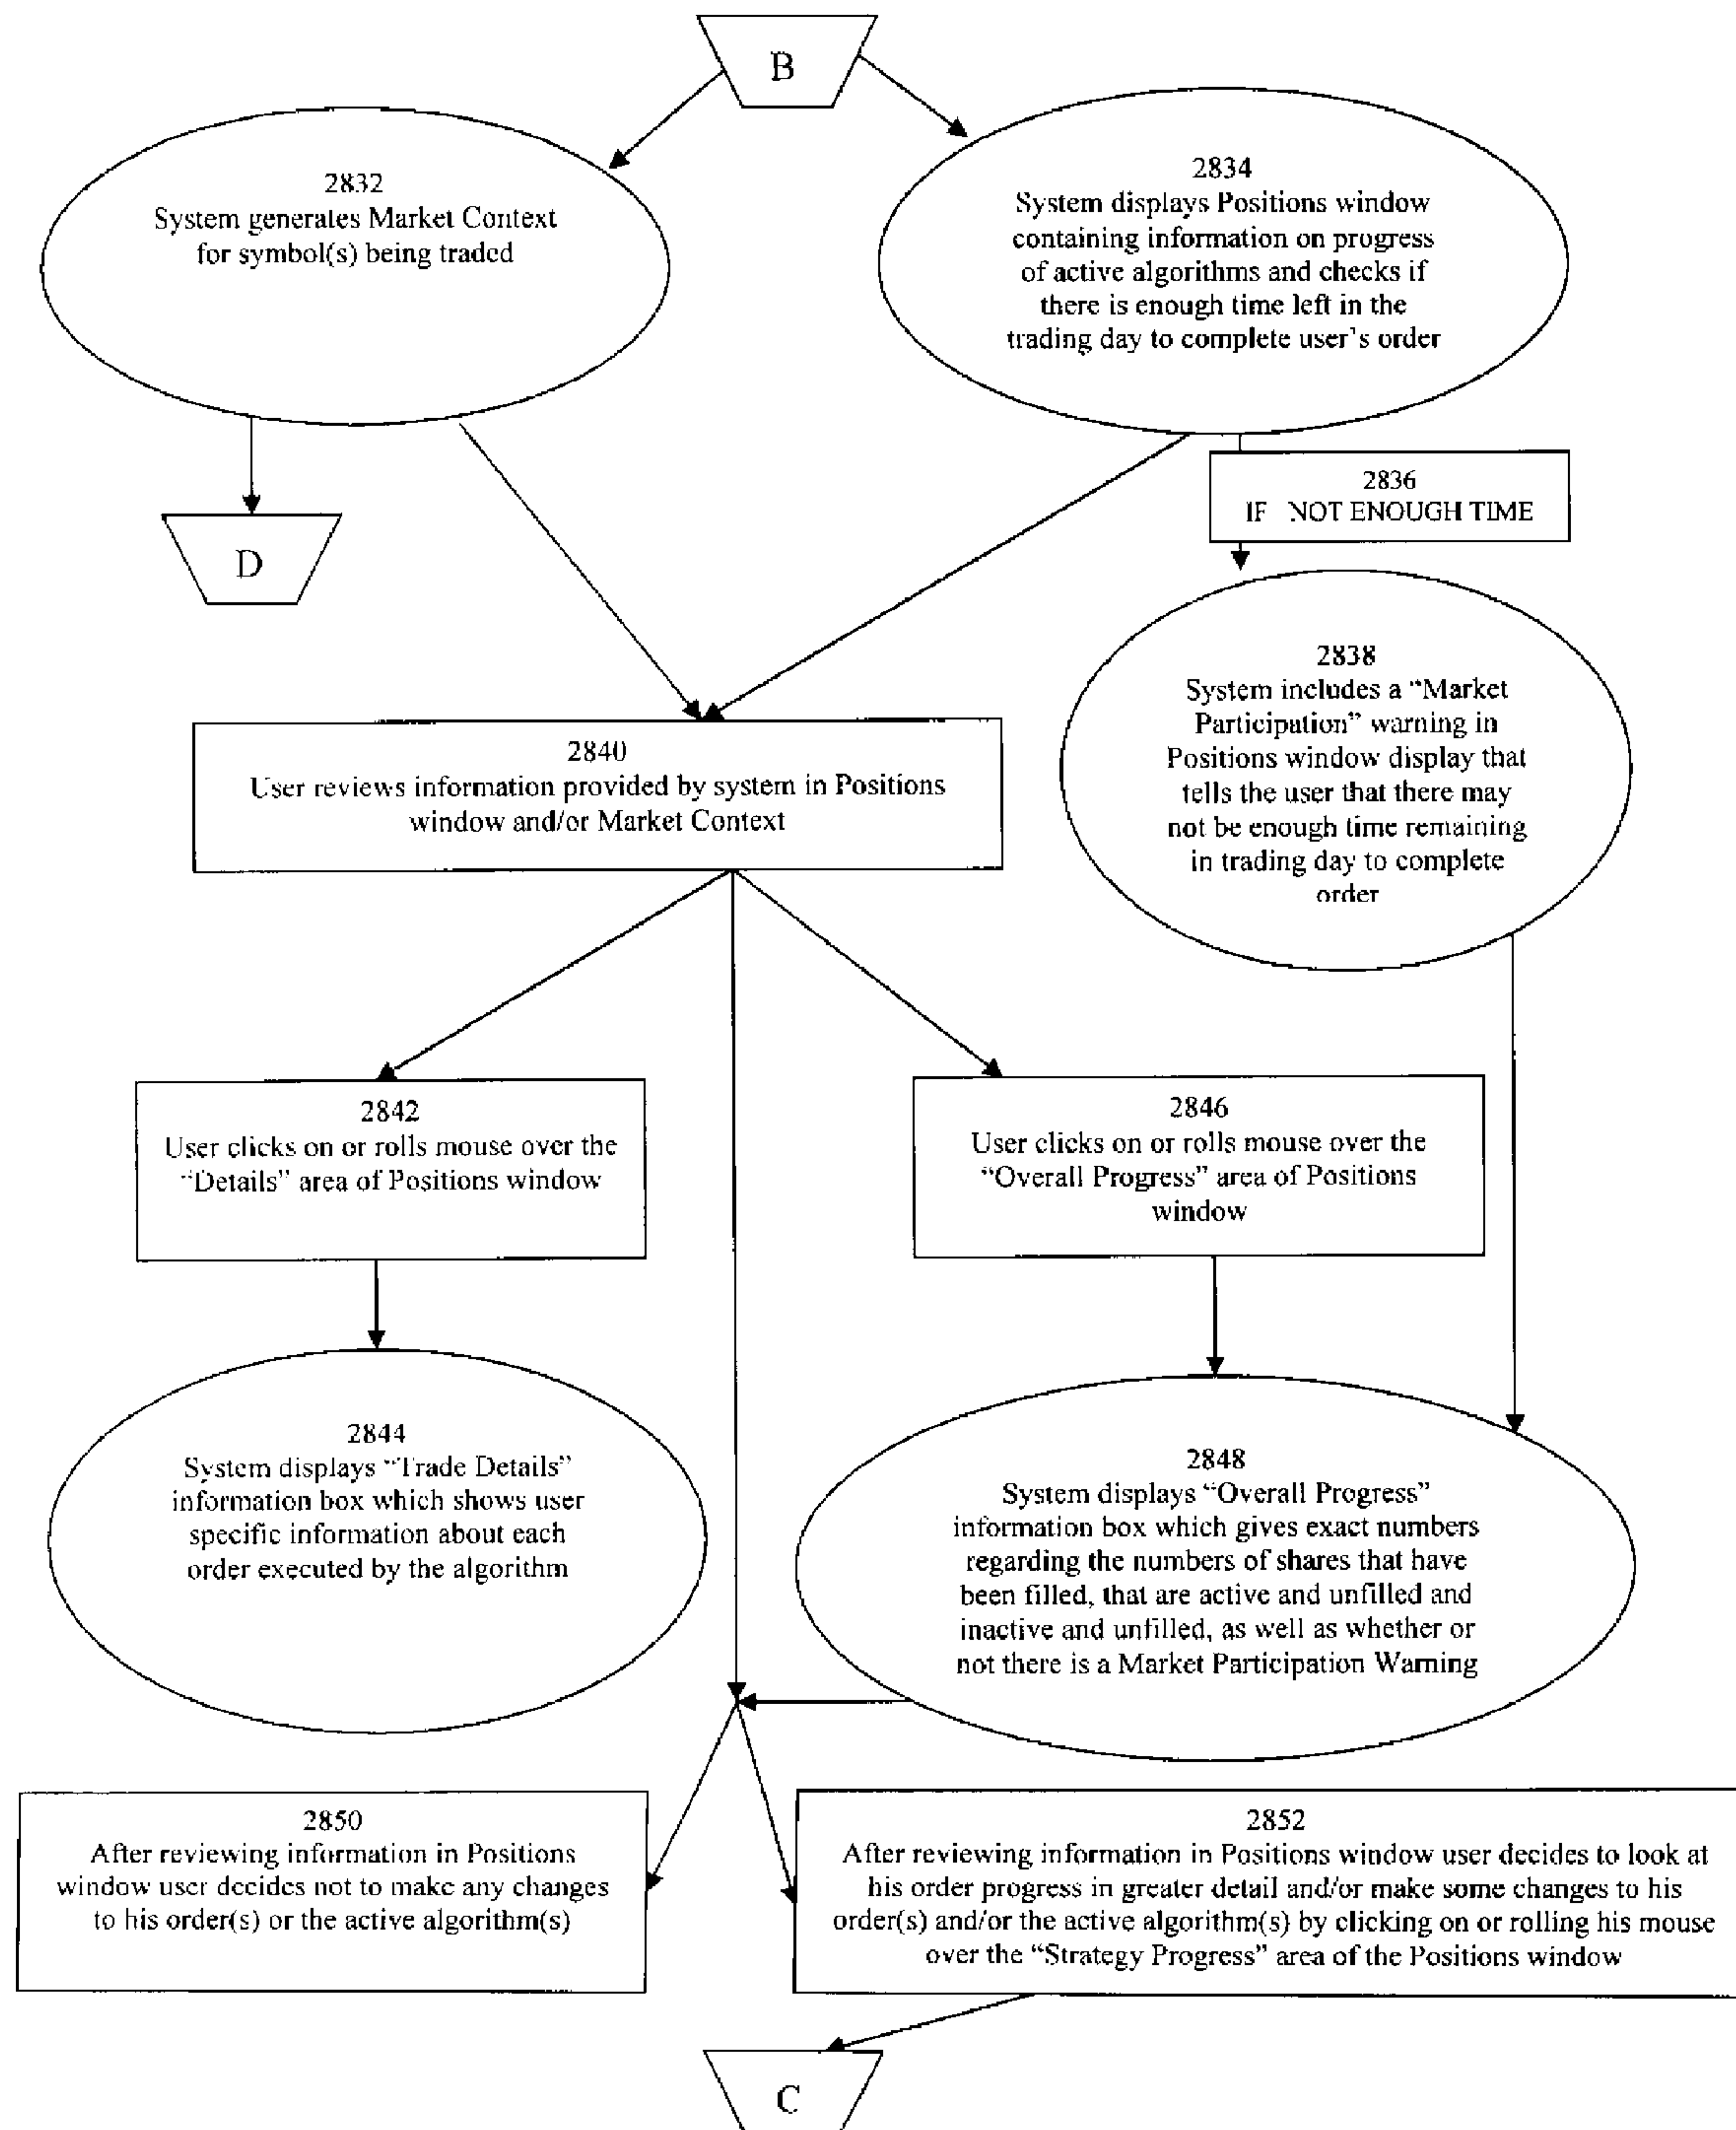 B
2832
System generates Market Context
for symbol(s) being traded
2834
System displays Positions window
containing information on progress
of active algorithms and checks if
there is enough time left in the
trading day to complete user's order
2836
IF NOT ENOUGH TIME
D
2838
System includes a “Market
Participation” warning in
Positions window display that
tells the user that there may
not be enough time remaining
in trading day to complete
order
2840
User reviews information provided by system in Positions
window and/or Market Context
2842
User clicks on or rolls mouse over the
“Details” area of Positions window
2846
User clicks on or rolls mouse over the
“Overall Progress” area of Positions
window
2844
System displays “Trade Details”
information box which shows user
specific information about each
order executed by the algorithm
2848
System displays “Overall Progress”
information box which gives exact numbers
regarding the numbers of shares that have
been filled, that are active and unfilled and
inactive and unfilled, as well as whether or
not there is a Market Participation Warning
2850
After reviewing information in Positions
window user decides not to make any changes
to his order(s) or the active algorithm(s)
2852
After reviewing information in Positions window user decides to look at
his order progress in greater detail and/or make some changes to his
order(s) and/or the active algorithm(s) by clicking on or rolling his mouse
over the “Strategy Progress” area of the Positions window
C